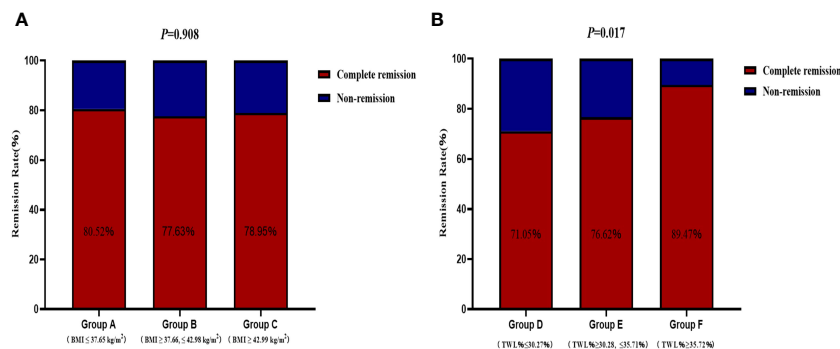 A
P=0.908
Remission Rate(%)
100
80
60
40
20
0
80.52%
77.63%
78.95%
Group A
Group B
Group C
( BMI ≤ 37.65 kg/m²)
( BMI ≥ 37.66, ≤ 42.98 kg/m²)
( BMI ≥ 42.99 kg/m²)
Complete remission
Non-remission
B
P=0.017
Remission Rate(%)
100
80
60
40
20
0
71.05%
76.62%
89.47%
Group D
Group E
Group F
( TWL%≤30.27%)
( TWL%≥30.28, ≤35.71%)
( TWL%≥35.72%)
Complete remission
Non-remission